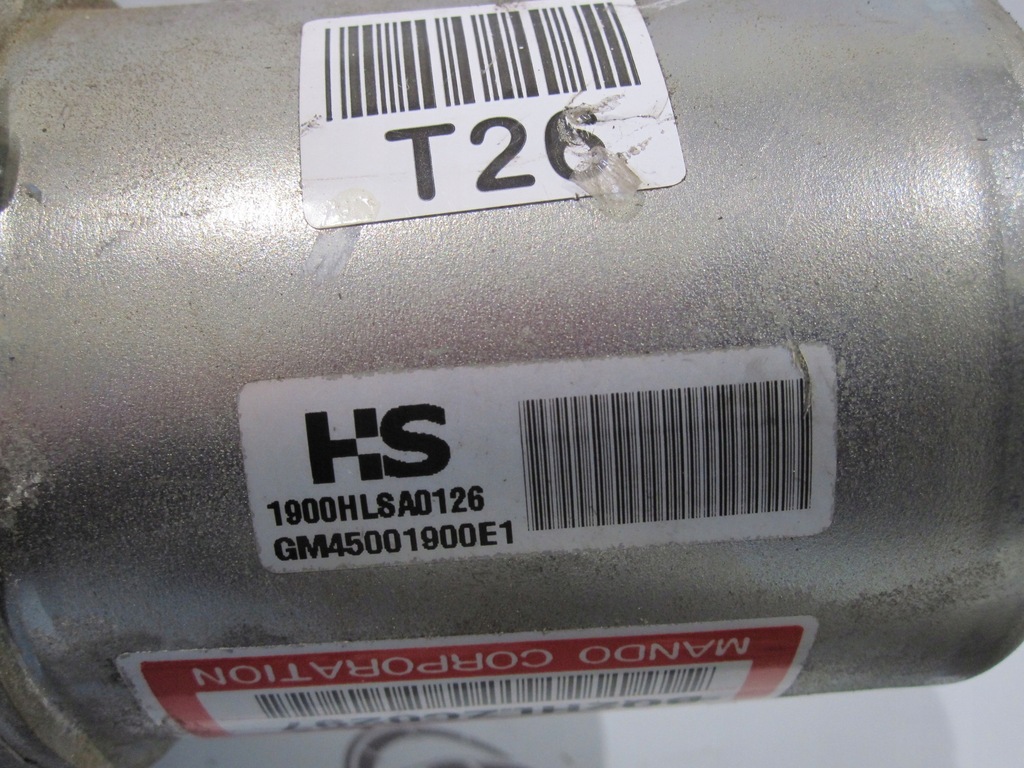 T26
HS
1900HLSA0126
GM45001900E1
MANDO CORPORATION